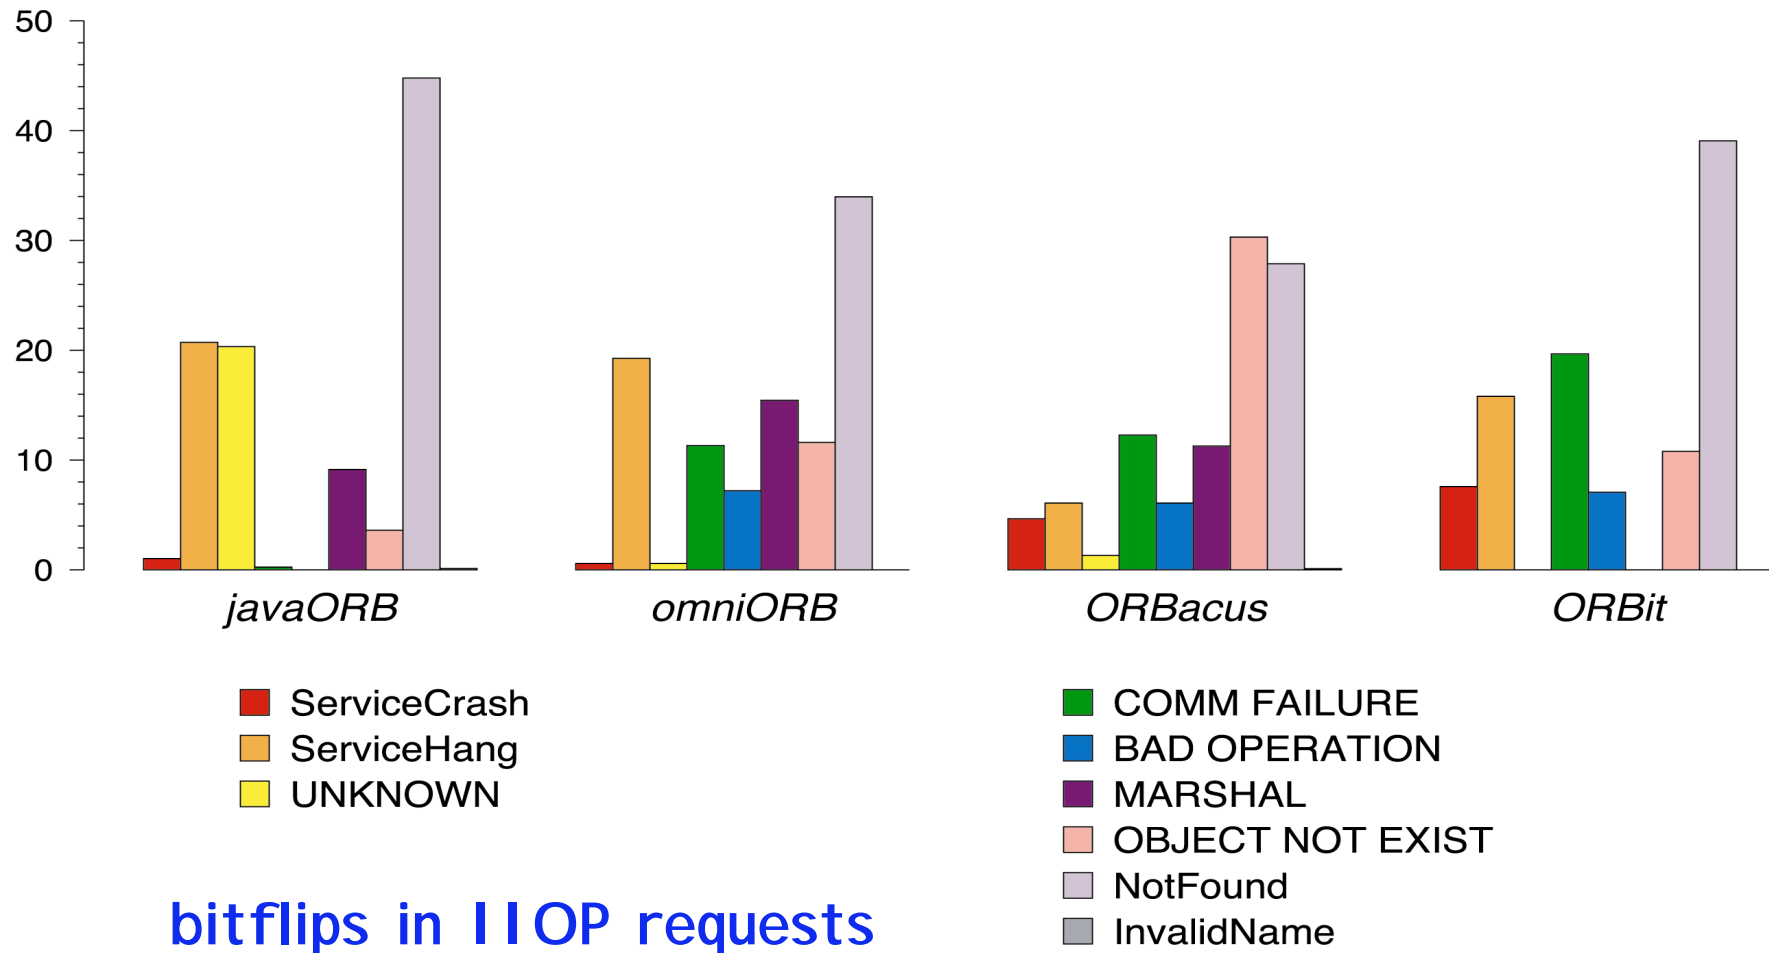 50
40
30
20
10
0
javaORB omniORB ORBacus ORBit
ServiceCrash
ServiceHang
UNKNOWN
COMM FAILURE
BAD OPERATION
MARSHAL
OBJECT NOT EXIST
NotFound
InvalidName
bitflips in IIOP requests